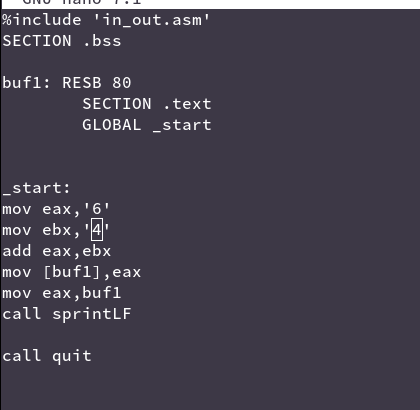 GNU nano 7.1
%include 'in_out.asm'
SECTION .bss
buf1: RESB 80
SECTION .text
GLOBAL _start
_start:
mov eax,'6'
mov ebx,'4'
add eax,ebx
mov [buf1],eax
mov eax,buf1
call sprintLF
call quit